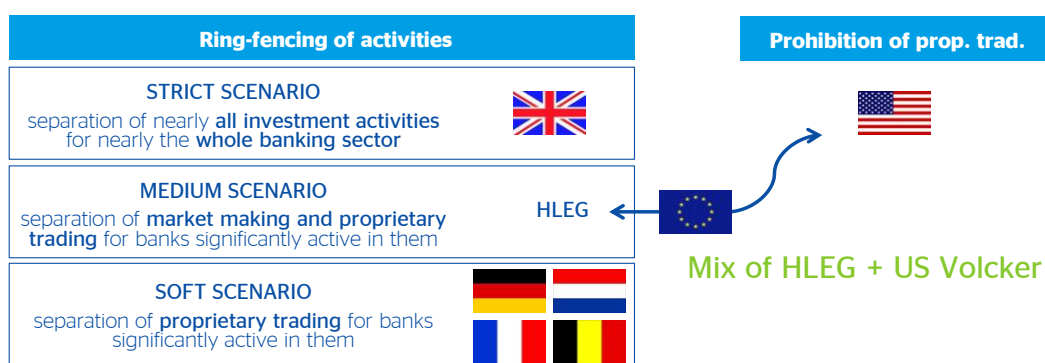 Ring-fencing of activities
Prohibition of prop. trad.
STRICT SCENARIO
separation of nearly all investment activities
for nearly the whole banking sector
MEDIUM SCENARIO
separation of market making and proprietary
trading for banks significantly active in them
HLEG
Mix of HLEG + US Volcker
SOFT SCENARIO
separation of proprietary trading for banks
significantly active in them